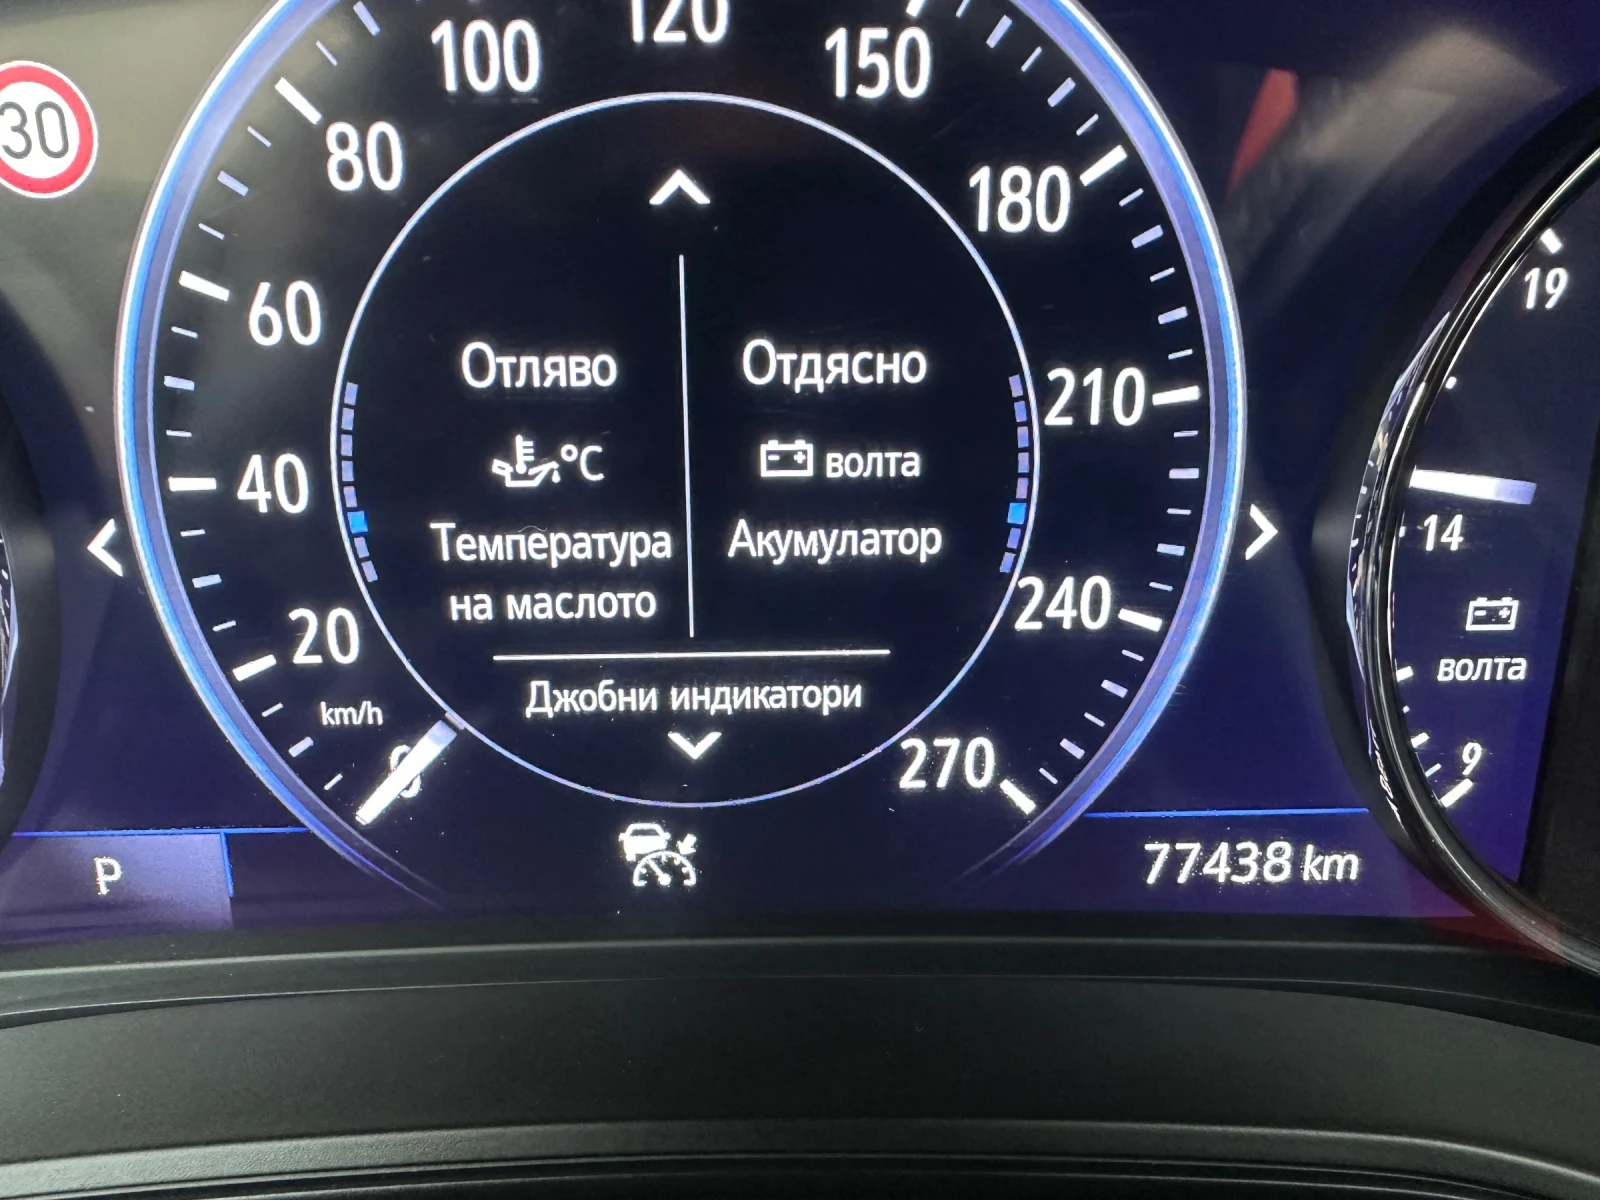 30
0
20
40
60
80
100
120
150
180
210
240
270
km/h
Отляво
°C
Температура
на маслото
Отдясно
волта
Акумулатор
Джобни индикатори
P
77438 km
19
14
волта
9